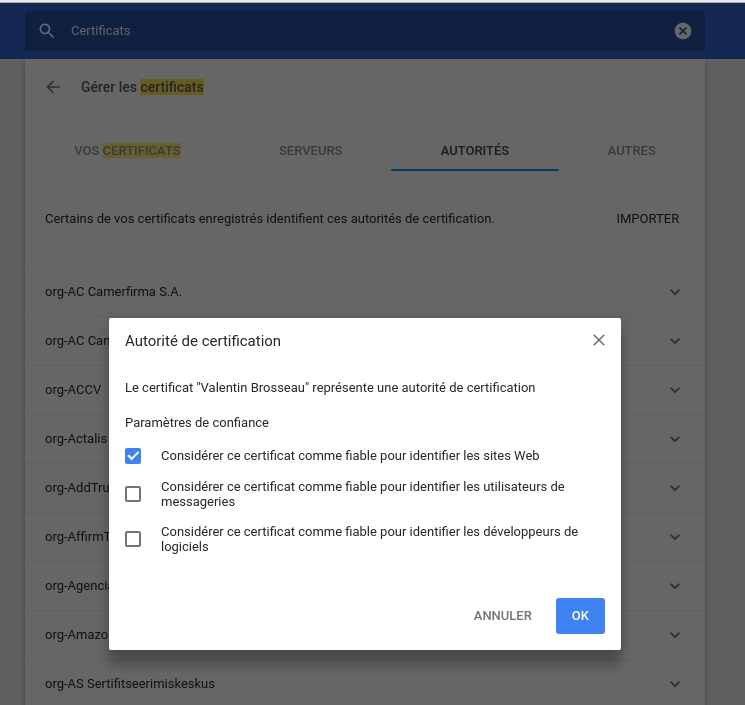 Certificats
Gérer les certificats
VOS CERTIFICATS
SERVEURS
AUTORITÉS
AUTRES
Certains de vos certificats enregistrés identifient ces autorités de certification.
IMPORTER
org-AC Camerfirma S.A.
org-AC Can
org-ACCV
org-Actalis
org-AddTru
org-AffirmT
org-Agencia
org-Amazo
org-AS Sertifitseerimiskeskus
Autorité de certification
Le certificat "Valentin Brosseau" représente une autorité de certification
Paramètres de confiance
Considérer ce certificat comme fiable pour identifier les sites Web
Considérer ce certificat comme fiable pour identifier les utilisateurs de
messageries
Considérer ce certificat comme fiable pour identifier les développeurs de
logiciels
ANNULER
OK